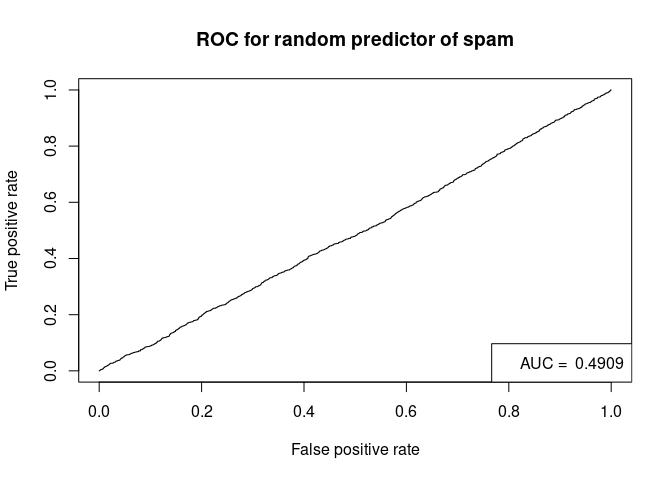 ROC for random predictor of spam
True positive rate
1.0
0.8
0.6
0.4
0.2
0.0
AUC = 0.4909
0.0 0.2 0.4 0.6 0.8 1.0
False positive rate